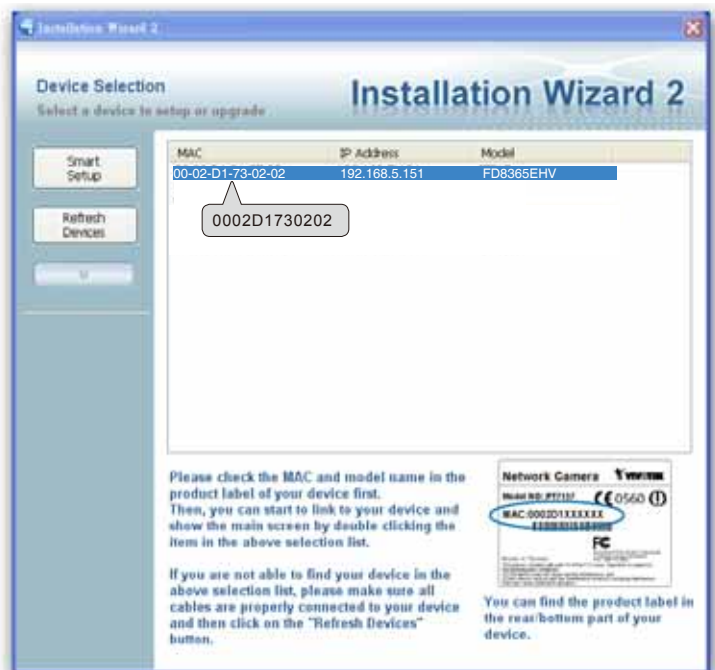 Installation Wizard 2
Device Selection
Select a device to setup or upgrade
Installation Wizard 2
Smart
Setup
Refresh
Devices
MAC IP Address Model
00-02-D1-73-02-02 192.168.5.151 FD8365EHV
0002D1730202
Please check the MAC and model name in the
product label of your device first.
Then, you can start to link to your device and
show the main screen by double clicking the
item in the above selection list.
If you are not able to find your device in the
above selection list, please make sure all
cables are properly connected to your device
and then click on the "Refresh Devices"
button.
Network Camera VIVOTEK
Model NO: PT7137 CE0560
MAC:0002D1XXXXXX
FC
You can find the product label in
the rear/bottom part of your
device.